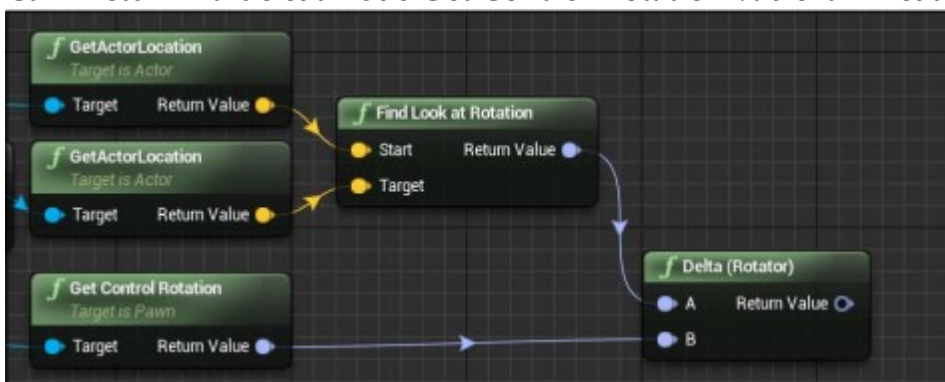 GetActorLocation
Target is Actor
Target Return Value
GetActorLocation
Target is Actor
Target Return Value
Find Look at Rotation
Start Return Value
Target
Get Control Rotation
Target is Pawn
Target Return Value
Delta (Rotator)
A Return Value
B